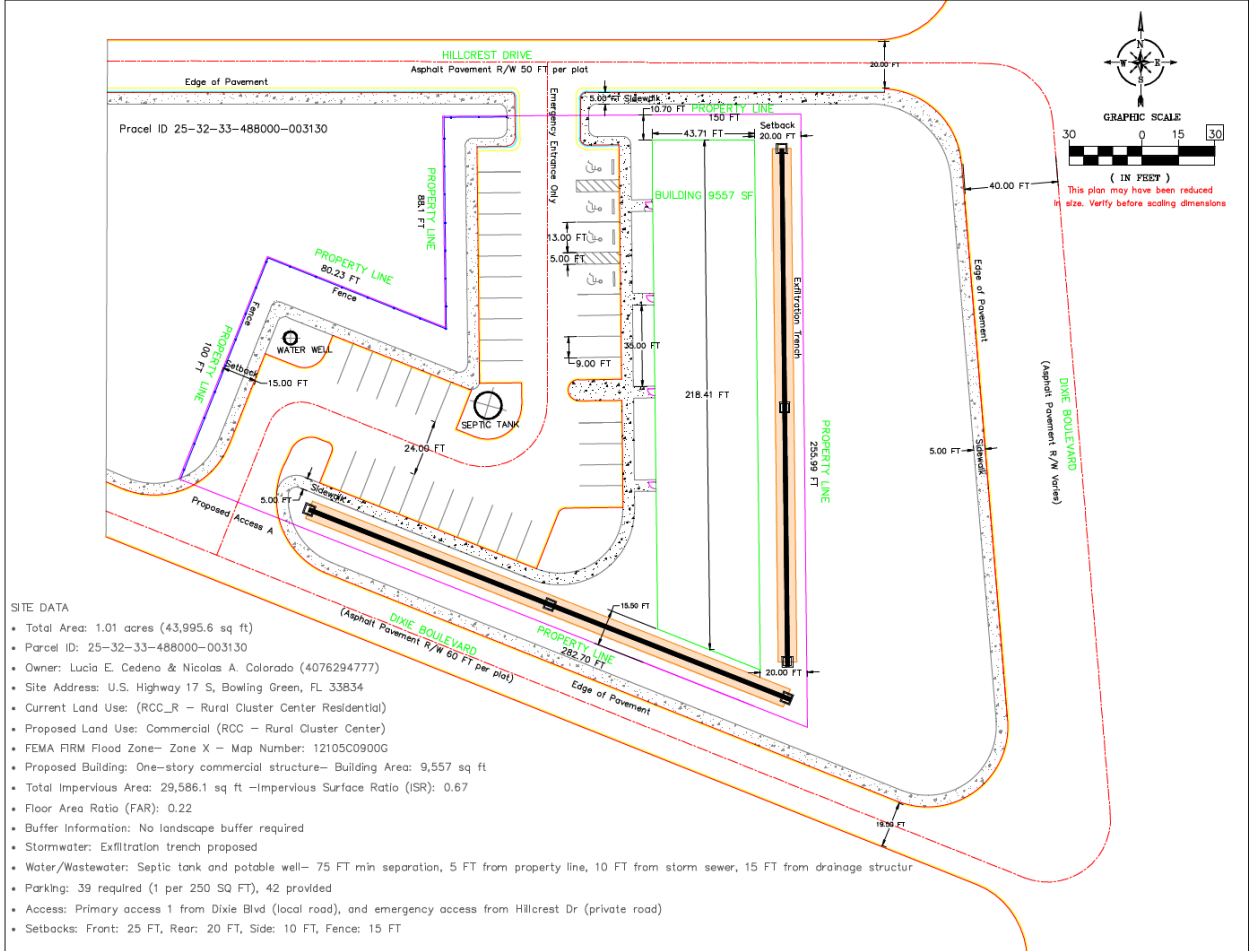 HILLCREST DRIVE
Asphalt Pavement R/W 50 FT per plat
20.00 FT
Edge of Pavement
Pracel ID 25-32-33-488000-003130
Emergency Entrance Only
5.00 FT Sidewalk
10.70 FT PROPERTY LINE
150 FT
43.71 FT
Setback
20.00 FT
N
W E
S
GRAPHIC SCALE
30 0 15 30
( IN FEET )
This plan may have been reduced
in size. Verify before scaling dimensions
40.00 FT
PROPERTY LINE
88.1 FT
BUILDING 9557 SF
13.00 FT
5.00 FT
PROPERTY LINE
80.23 FT
Fence
Fence
PROPERTY LINE
100 FT
WATER WELL
Setback
15.00 FT
9.00 FT
35.00 FT
Exfiltration Trench
Edge of Pavement
218.41 FT
SEPTIC TANK
24.00 FT
PROPERTY LINE
255.99 FT
5.00 FT
Sidewalk
DIXIE BOULEVARD
(Asphalt Pavement R/W Varies)
5.00 FT
Sidewalk
Proposed Access A
15.50 FT
DIXIE BOULEVARD
(Asphalt Pavement R/W 60 FT per plat)
PROPERTY LINE
282.70 FT
20.00 FT
Edge of Pavement
19.50 FT
SITE DATA
• Total Area: 1.01 acres (43,995.6 sq ft)
• Parcel ID: 25-32-33-488000-003130
• Owner: Lucia E. Cedeno & Nicolas A. Colorado (4076294777)
• Site Address: U.S. Highway 17 S, Bowling Green, FL 33834
• Current Land Use: (RCC_R – Rural Cluster Center Residential)
• Proposed Land Use: Commercial (RCC – Rural Cluster Center)
• FEMA FIRM Flood Zone– Zone X – Map Number: 12105C0900G
• Proposed Building: One-story commercial structure– Building Area: 9,557 sq ft
• Total Impervious Area: 29,586.1 sq ft –Impervious Surface Ratio (ISR): 0.67
• Floor Area Ratio (FAR): 0.22
• Buffer Information: No landscape buffer required
• Stormwater: Exfiltration trench proposed
• Water/Wastewater: Septic tank and potable well– 75 FT min separation, 5 FT from property line, 10 FT from storm sewer, 15 FT from drainage structur
• Parking: 39 required (1 per 250 SQ FT), 42 provided
• Access: Primary access 1 from Dixie Blvd (local road), and emergency access from Hillcrest Dr (private road)
• Setbacks: Front: 25 FT, Rear: 20 FT, Side: 10 FT, Fence: 15 FT